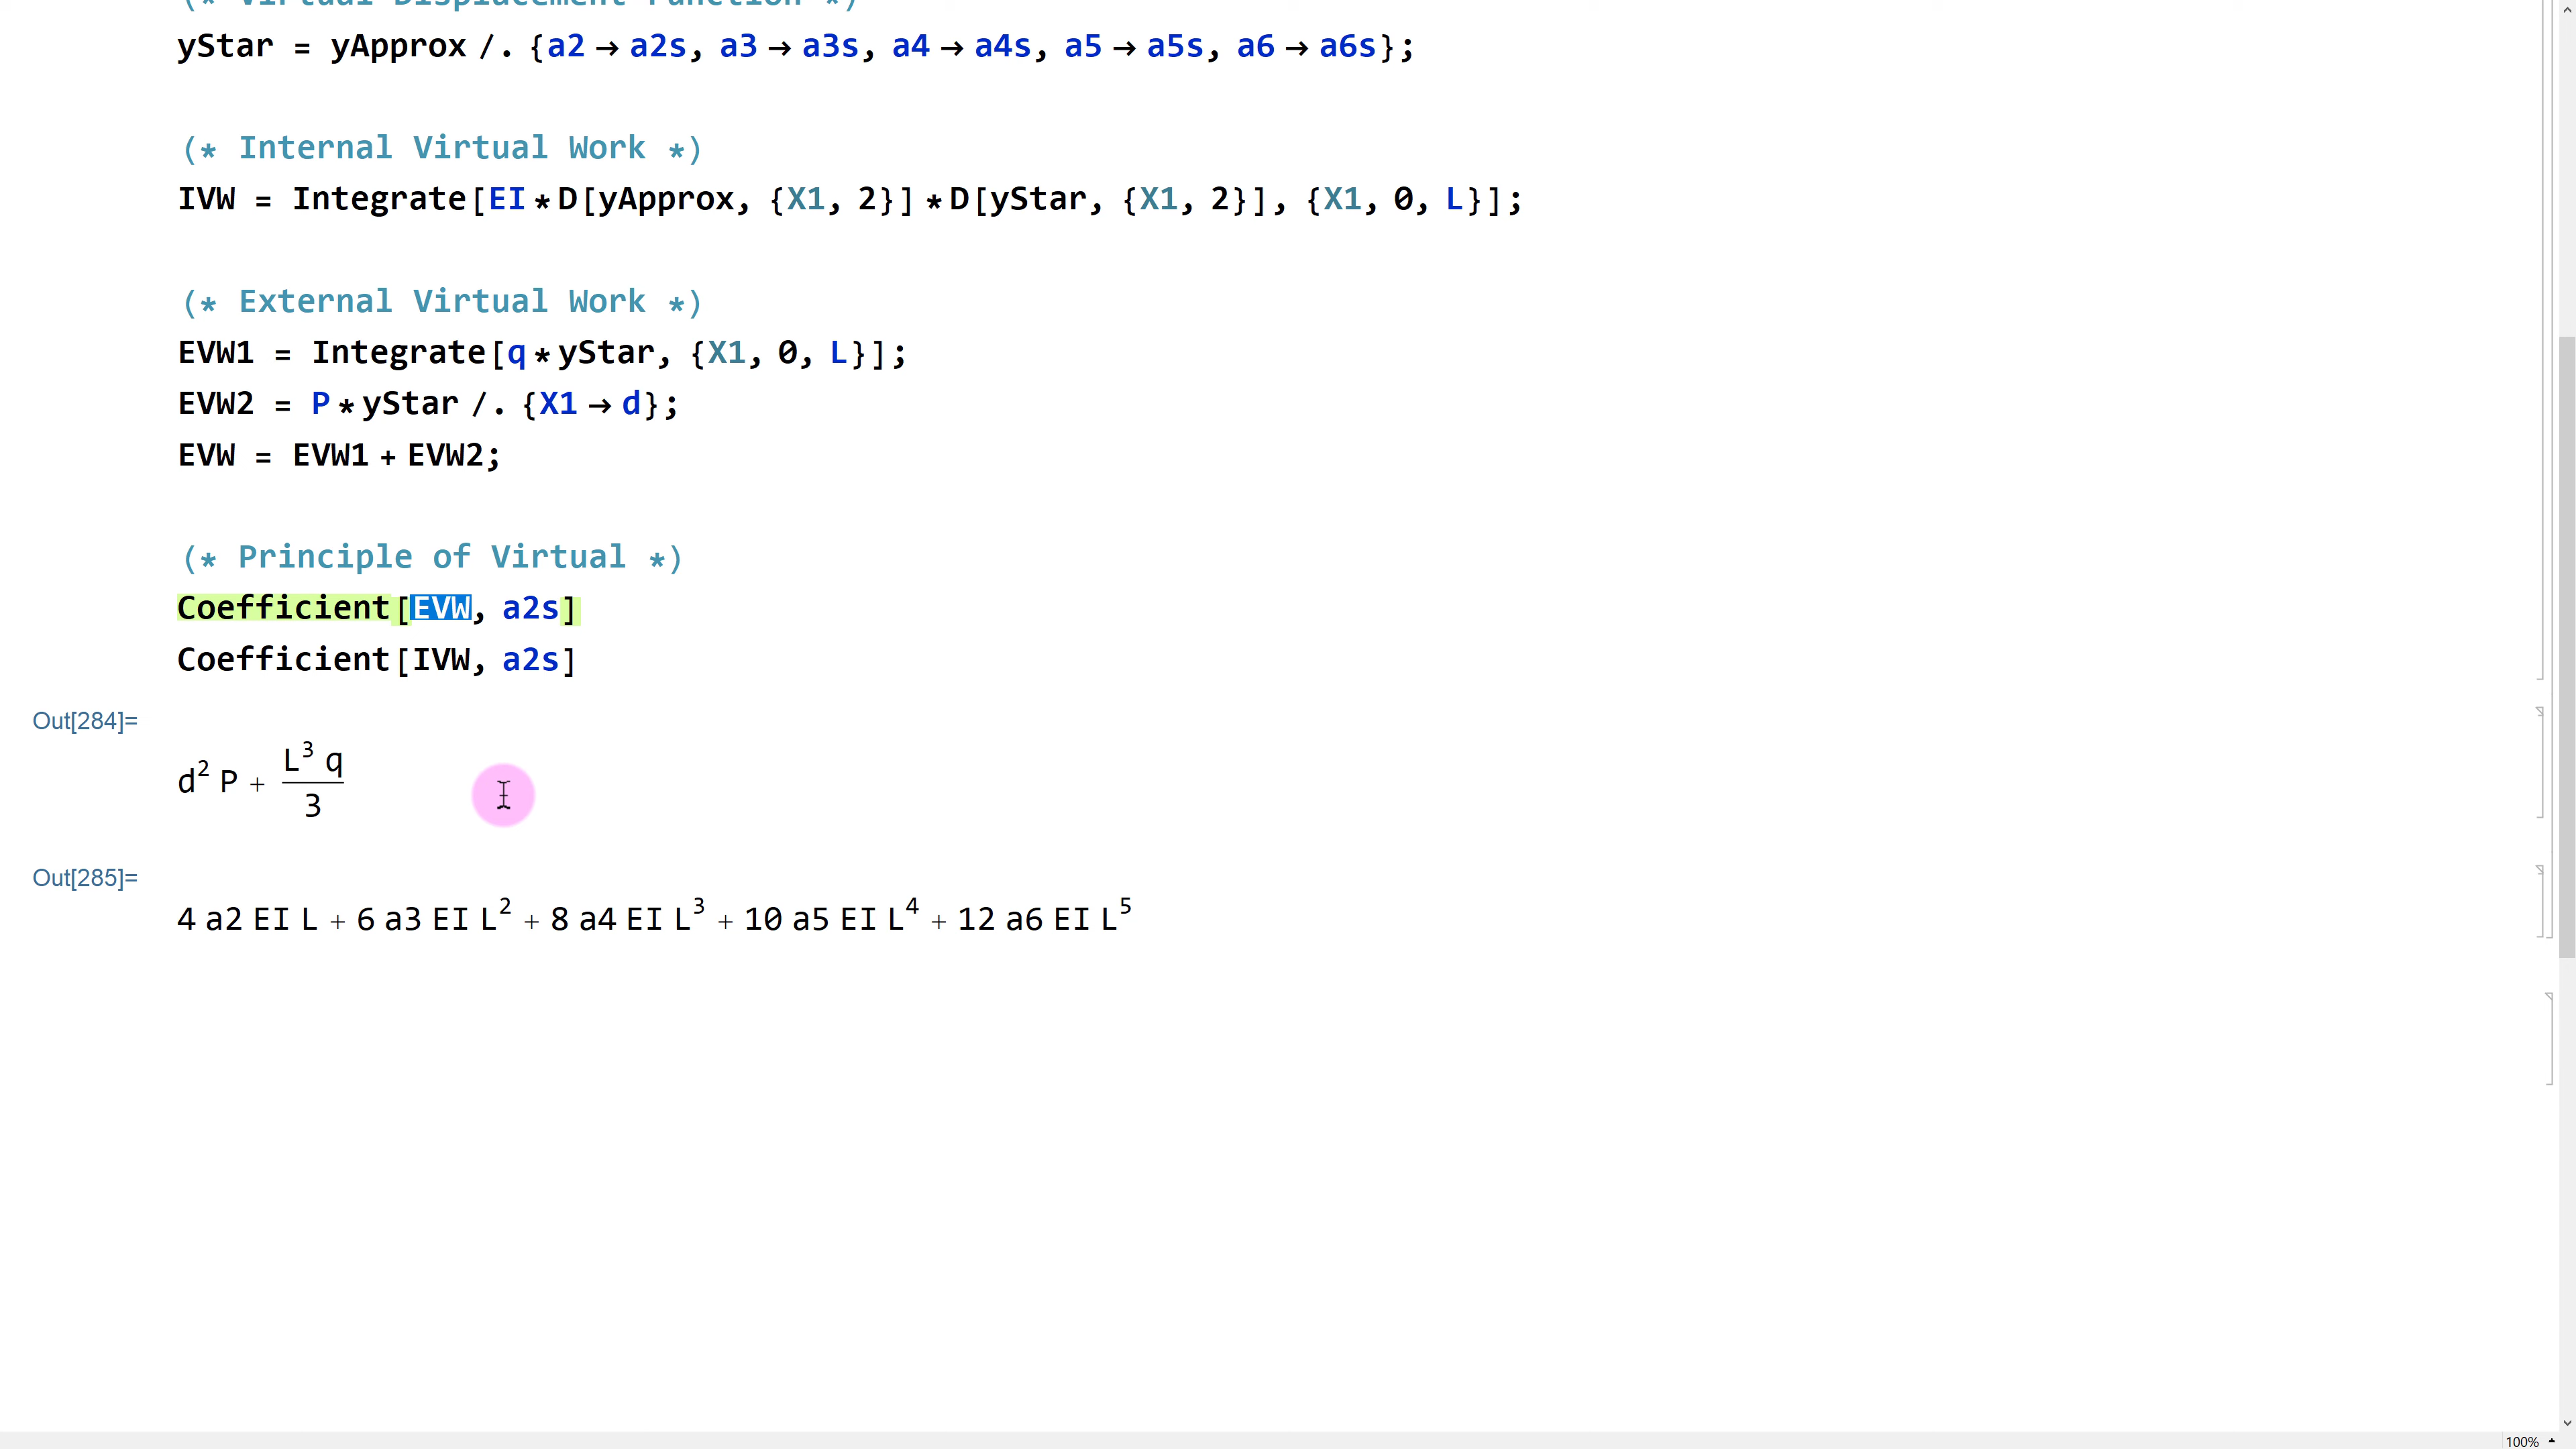 (* Virtual Displacement Function *)
yStar = yApprox /. {a2 → a2s, a3 → a3s, a4 → a4s, a5 → a5s, a6 → a6s};
(* Internal Virtual Work *)
IVW = Integrate[EI * D[yApprox, {X1, 2}] * D[yStar, {X1, 2}], {X1, 0, L}];
(* External Virtual Work *)
EVW1 = Integrate[q * yStar, {X1, 0, L}];
EVW2 = P * yStar /. {X1 → d};
EVW = EVW1 + EVW2;
(* Principle of Virtual *)
Coefficient[EVW, a2s]
Coefficient[IVW, a2s]
Out[284]=
d² P + L³ q / 3
Out[285]=
4 a2 EI L + 6 a3 EI L² + 8 a4 EI L³ + 10 a5 EI L⁴ + 12 a6 EI L⁵
100%